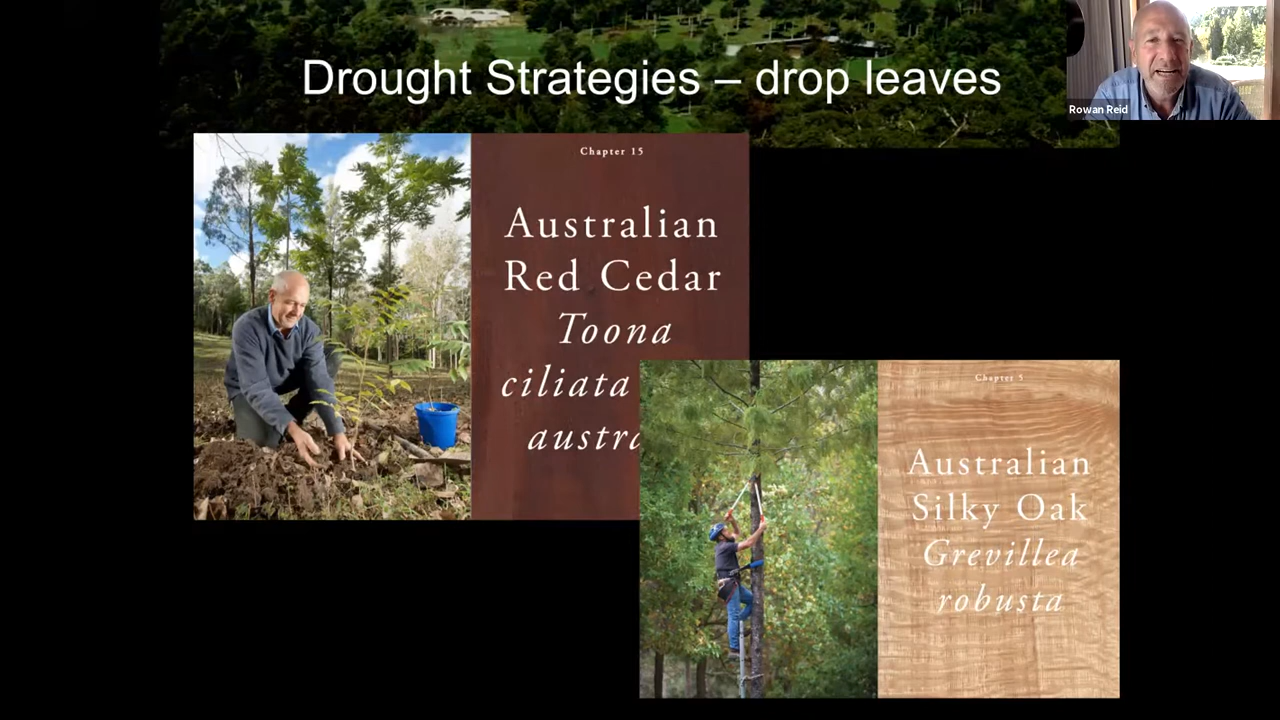 Drought Strategies – drop leaves
Rowan Reid
Chapter 15
Australian
Red Cedar
Toona
ciliata
austra
Chapter 5
Australian
Silky Oak
Grevillea
robusta